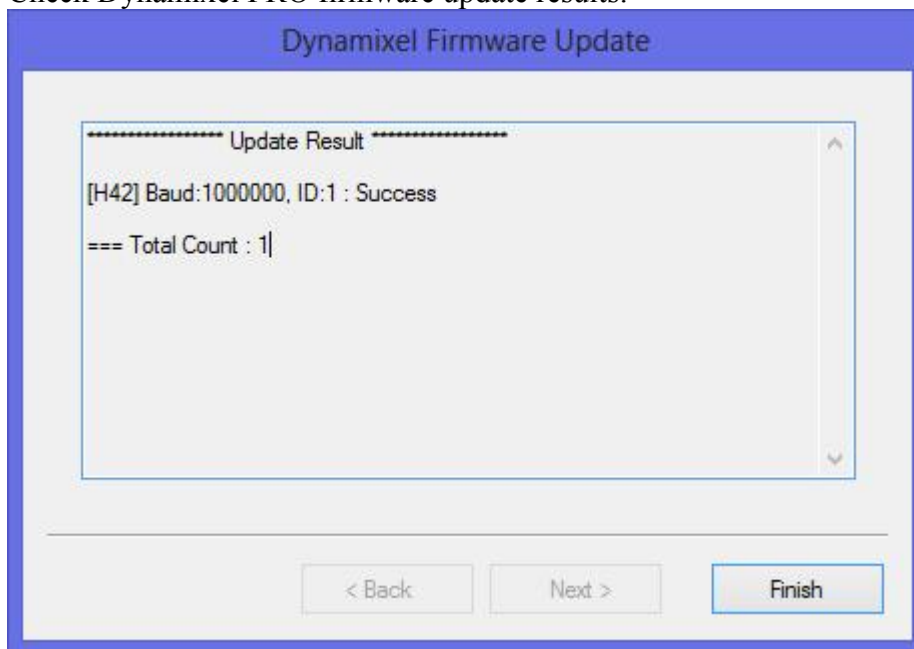 Check Dynamixel PRO firmware update results.
Dynamixel Firmware Update
***************** Update Result *****************
[H42] Baud:1000000, ID:1 : Success
=== Total Count : 1
< Back
Next >
Finish